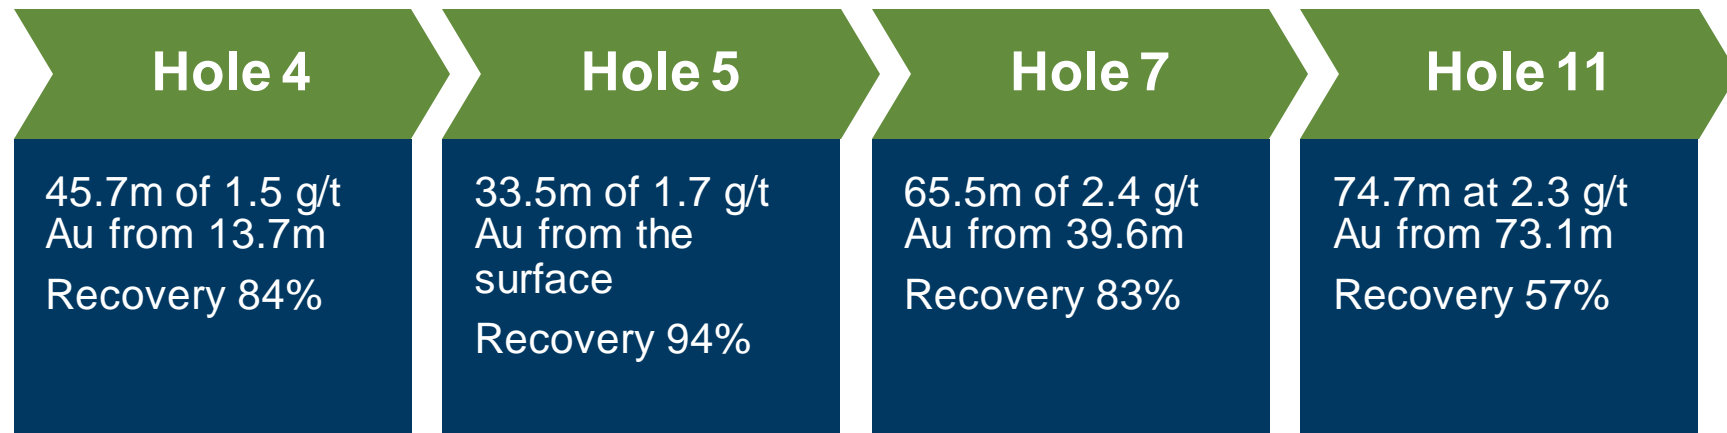 Hole 4
45.7m of 1.5 g/t
Au from 13.7m
Recovery 84%
Hole 5
33.5m of 1.7 g/t
Au from the
surface
Recovery 94%
Hole 7
65.5m of 2.4 g/t
Au from 39.6m
Recovery 83%
Hole 11
74.7m at 2.3 g/t
Au from 73.1m
Recovery 57%